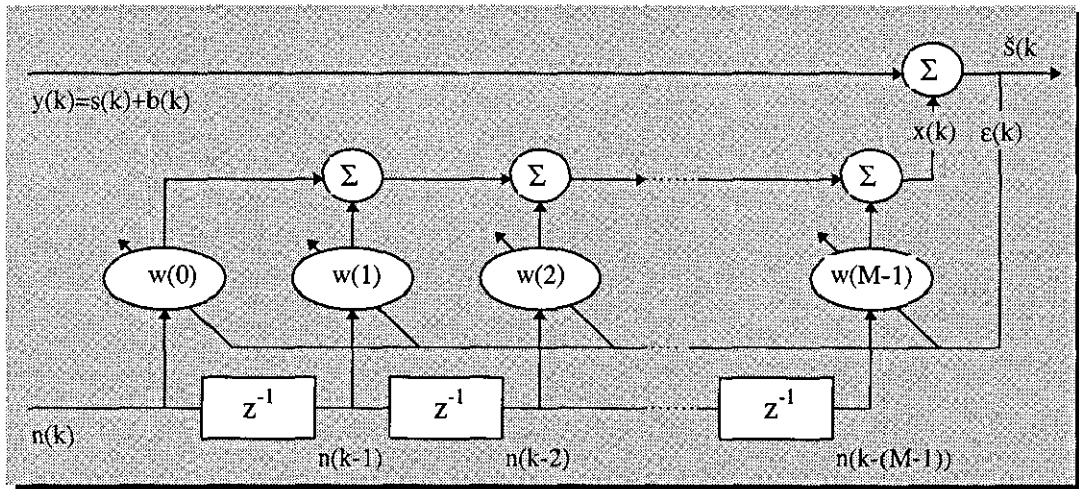 Š(k
Σ
y(k)=s(k)+b(k)
x(k) ε(k)
Σ Σ Σ
w(0) w(1) w(2) w(M-1)
z⁻¹ z⁻¹ z⁻¹
n(k)
n(k-1) n(k-2) n(k-(M-1))